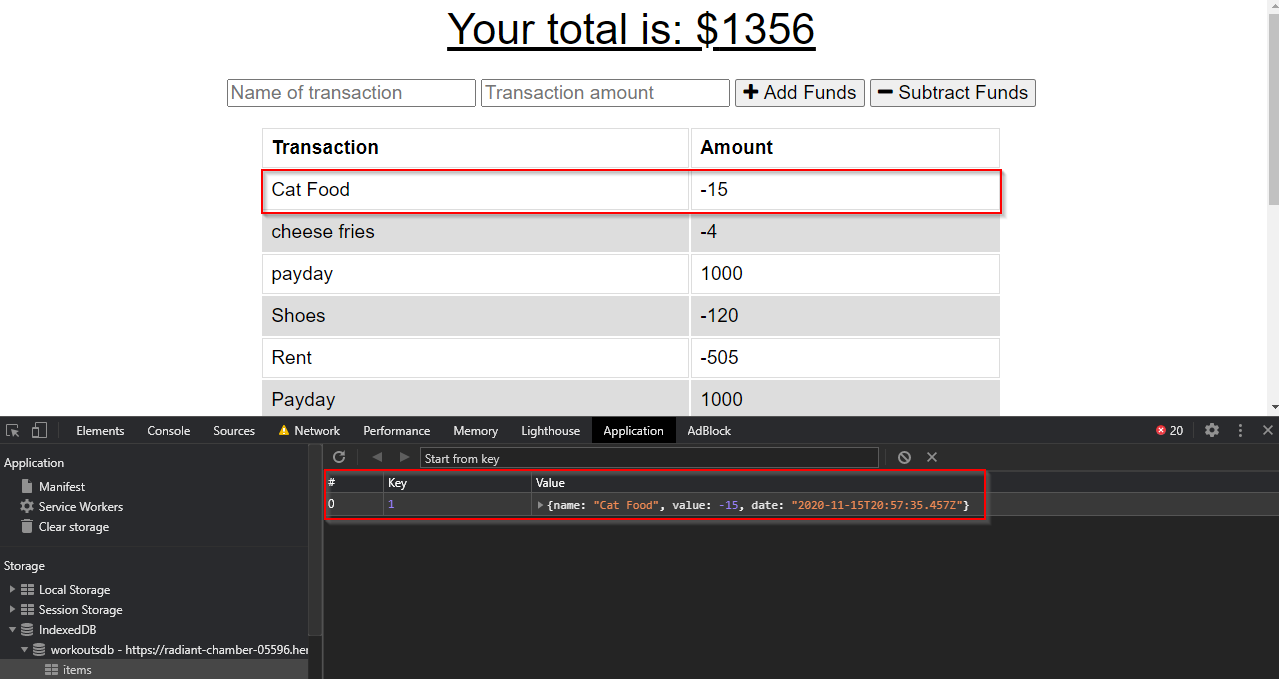 Your total is: $1356
Name of transaction Transaction amount + Add Funds − Subtract Funds
Transaction Amount
Cat Food -15
cheese fries -4
payday 1000
Shoes -120
Rent -505
Payday 1000
Elements Console Sources Network Performance Memory Lighthouse Application AdBlock 20
Application
Manifest
Service Workers
Clear storage
Storage
Local Storage
Session Storage
IndexedDB
workoutsdb - https://radiant-chamber-05596.her
items
Start from key
# Key Value
0 1 {name: "Cat Food", value: -15, date: "2020-11-15T20:57:35.457Z"}